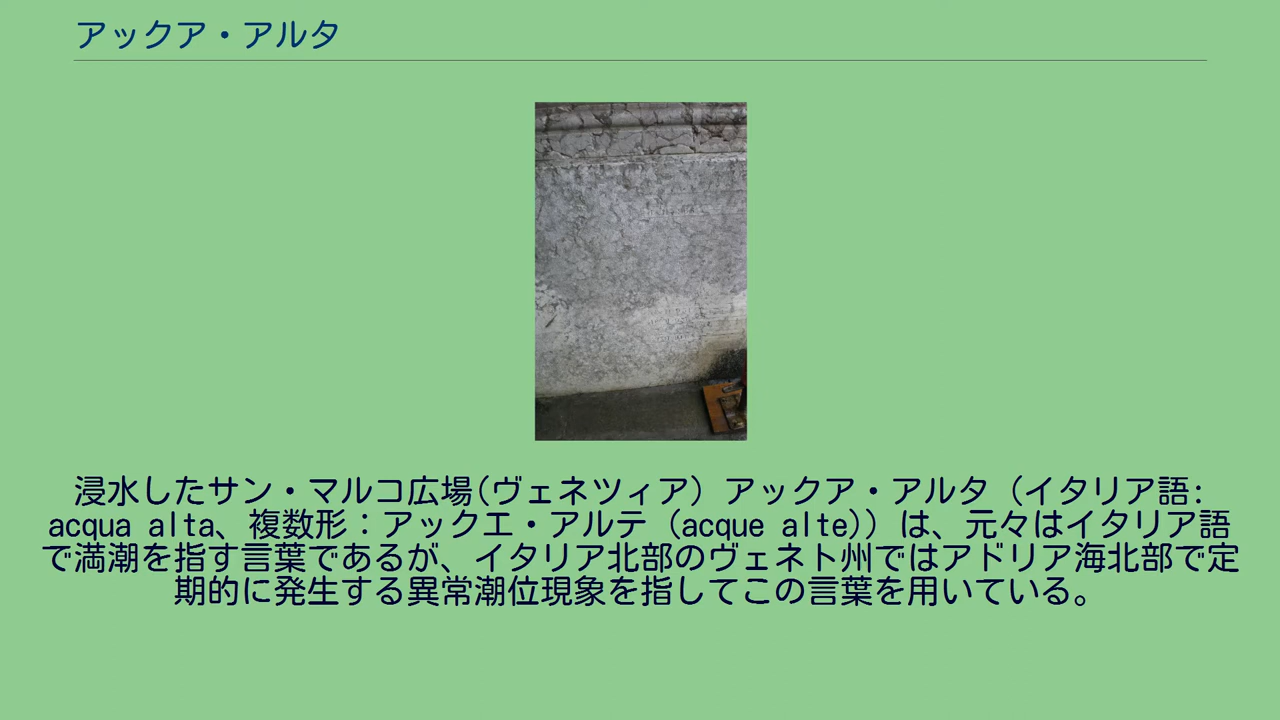 アックア・アルタ
浸水したサン・マルコ広場(ヴェネツィア) アックア・アルタ (イタリア語:
acqua alta、複数形：アックエ・アルテ (acque alte)) は、元々はイタリア語
で満潮を指す言葉であるが、イタリア北部のヴェネト州ではアドリア海北部で定
期的に発生する異常潮位現象を指してこの言葉を用いている。